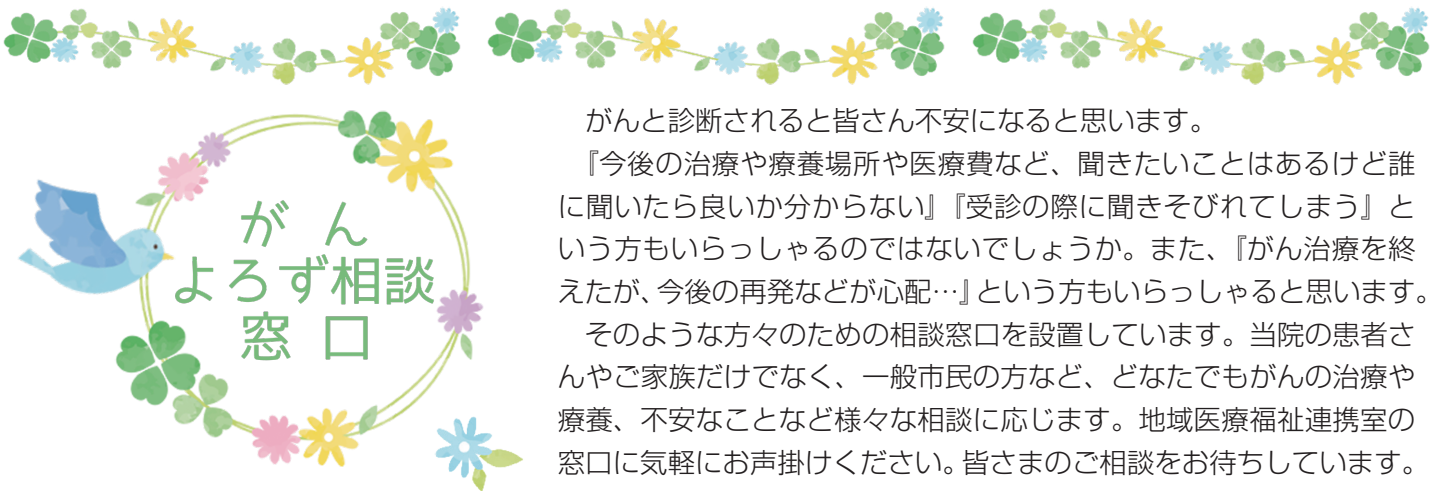 がん
よろず相談
窓口
　がんと診断されると皆さん不安になると思います。
　『今後の治療や療養場所や医療費など、聞きたいことはあるけど誰
に聞いたら良いか分からない』『受診の際に聞きそびれてしまう』と
いう方もいらっしゃるのではないでしょうか。また、『がん治療を終
えたが、今後の再発などが心配…』という方もいらっしゃると思います。
　そのような方々のための相談窓口を設置しています。当院の患者さ
んやご家族だけでなく、一般市民の方など、どなたでもがんの治療や
療養、不安なことなど様々な相談に応じます。地域医療福祉連携室の
窓口に気軽にお声掛けください。皆さまのご相談をお待ちしています。